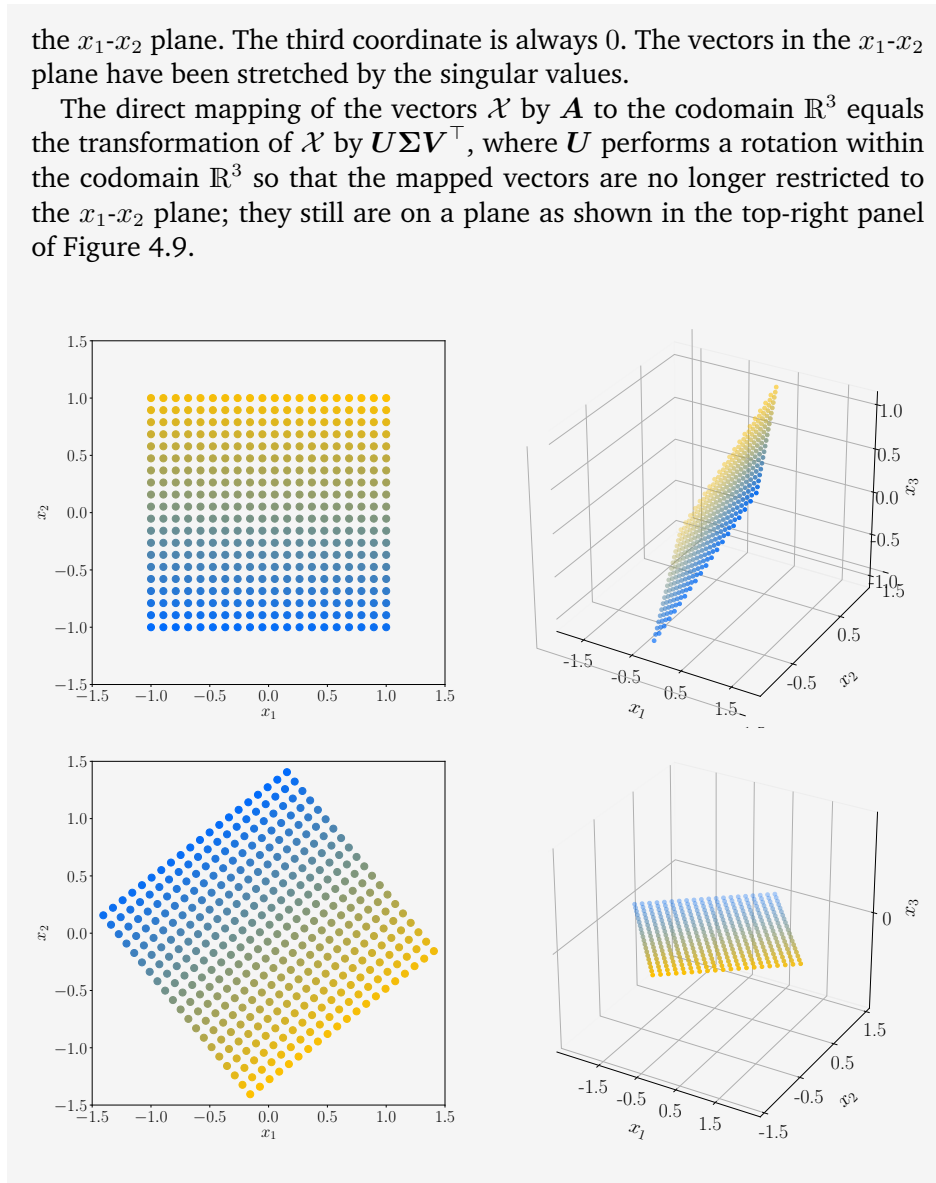 the x₁-x₂ plane. The third coordinate is always 0. The vectors in the x₁-x₂
plane have been stretched by the singular values.
The direct mapping of the vectors 𝒳 by A to the codomain ℝ³ equals
the transformation of 𝒳 by UΣV⊤, where U performs a rotation within
the codomain ℝ³ so that the mapped vectors are no longer restricted to
the x₁-x₂ plane; they still are on a plane as shown in the top-right panel
of Figure 4.9.
1.5
1.0
0.5
0.0
−0.5
−1.0
−1.5
x₂
−1.5 −1.0 −0.5 0.0 0.5 1.0 1.5
x₁
1.0
0.5
0.0
-0.5
-1.0
x₃
-1.5
-0.5
0.5
1.5
x₁
-0.5
0.5
1.5
x₂
1.5
1.0
0.5
0.0
−0.5
−1.0
−1.5
x₂
−1.5 −1.0 −0.5 0.0 0.5 1.0 1.5
x₁
0
x₃
-1.5
-0.5
0.5
1.5
x₁
-1.5
-0.5
0.5
1.5
x₂